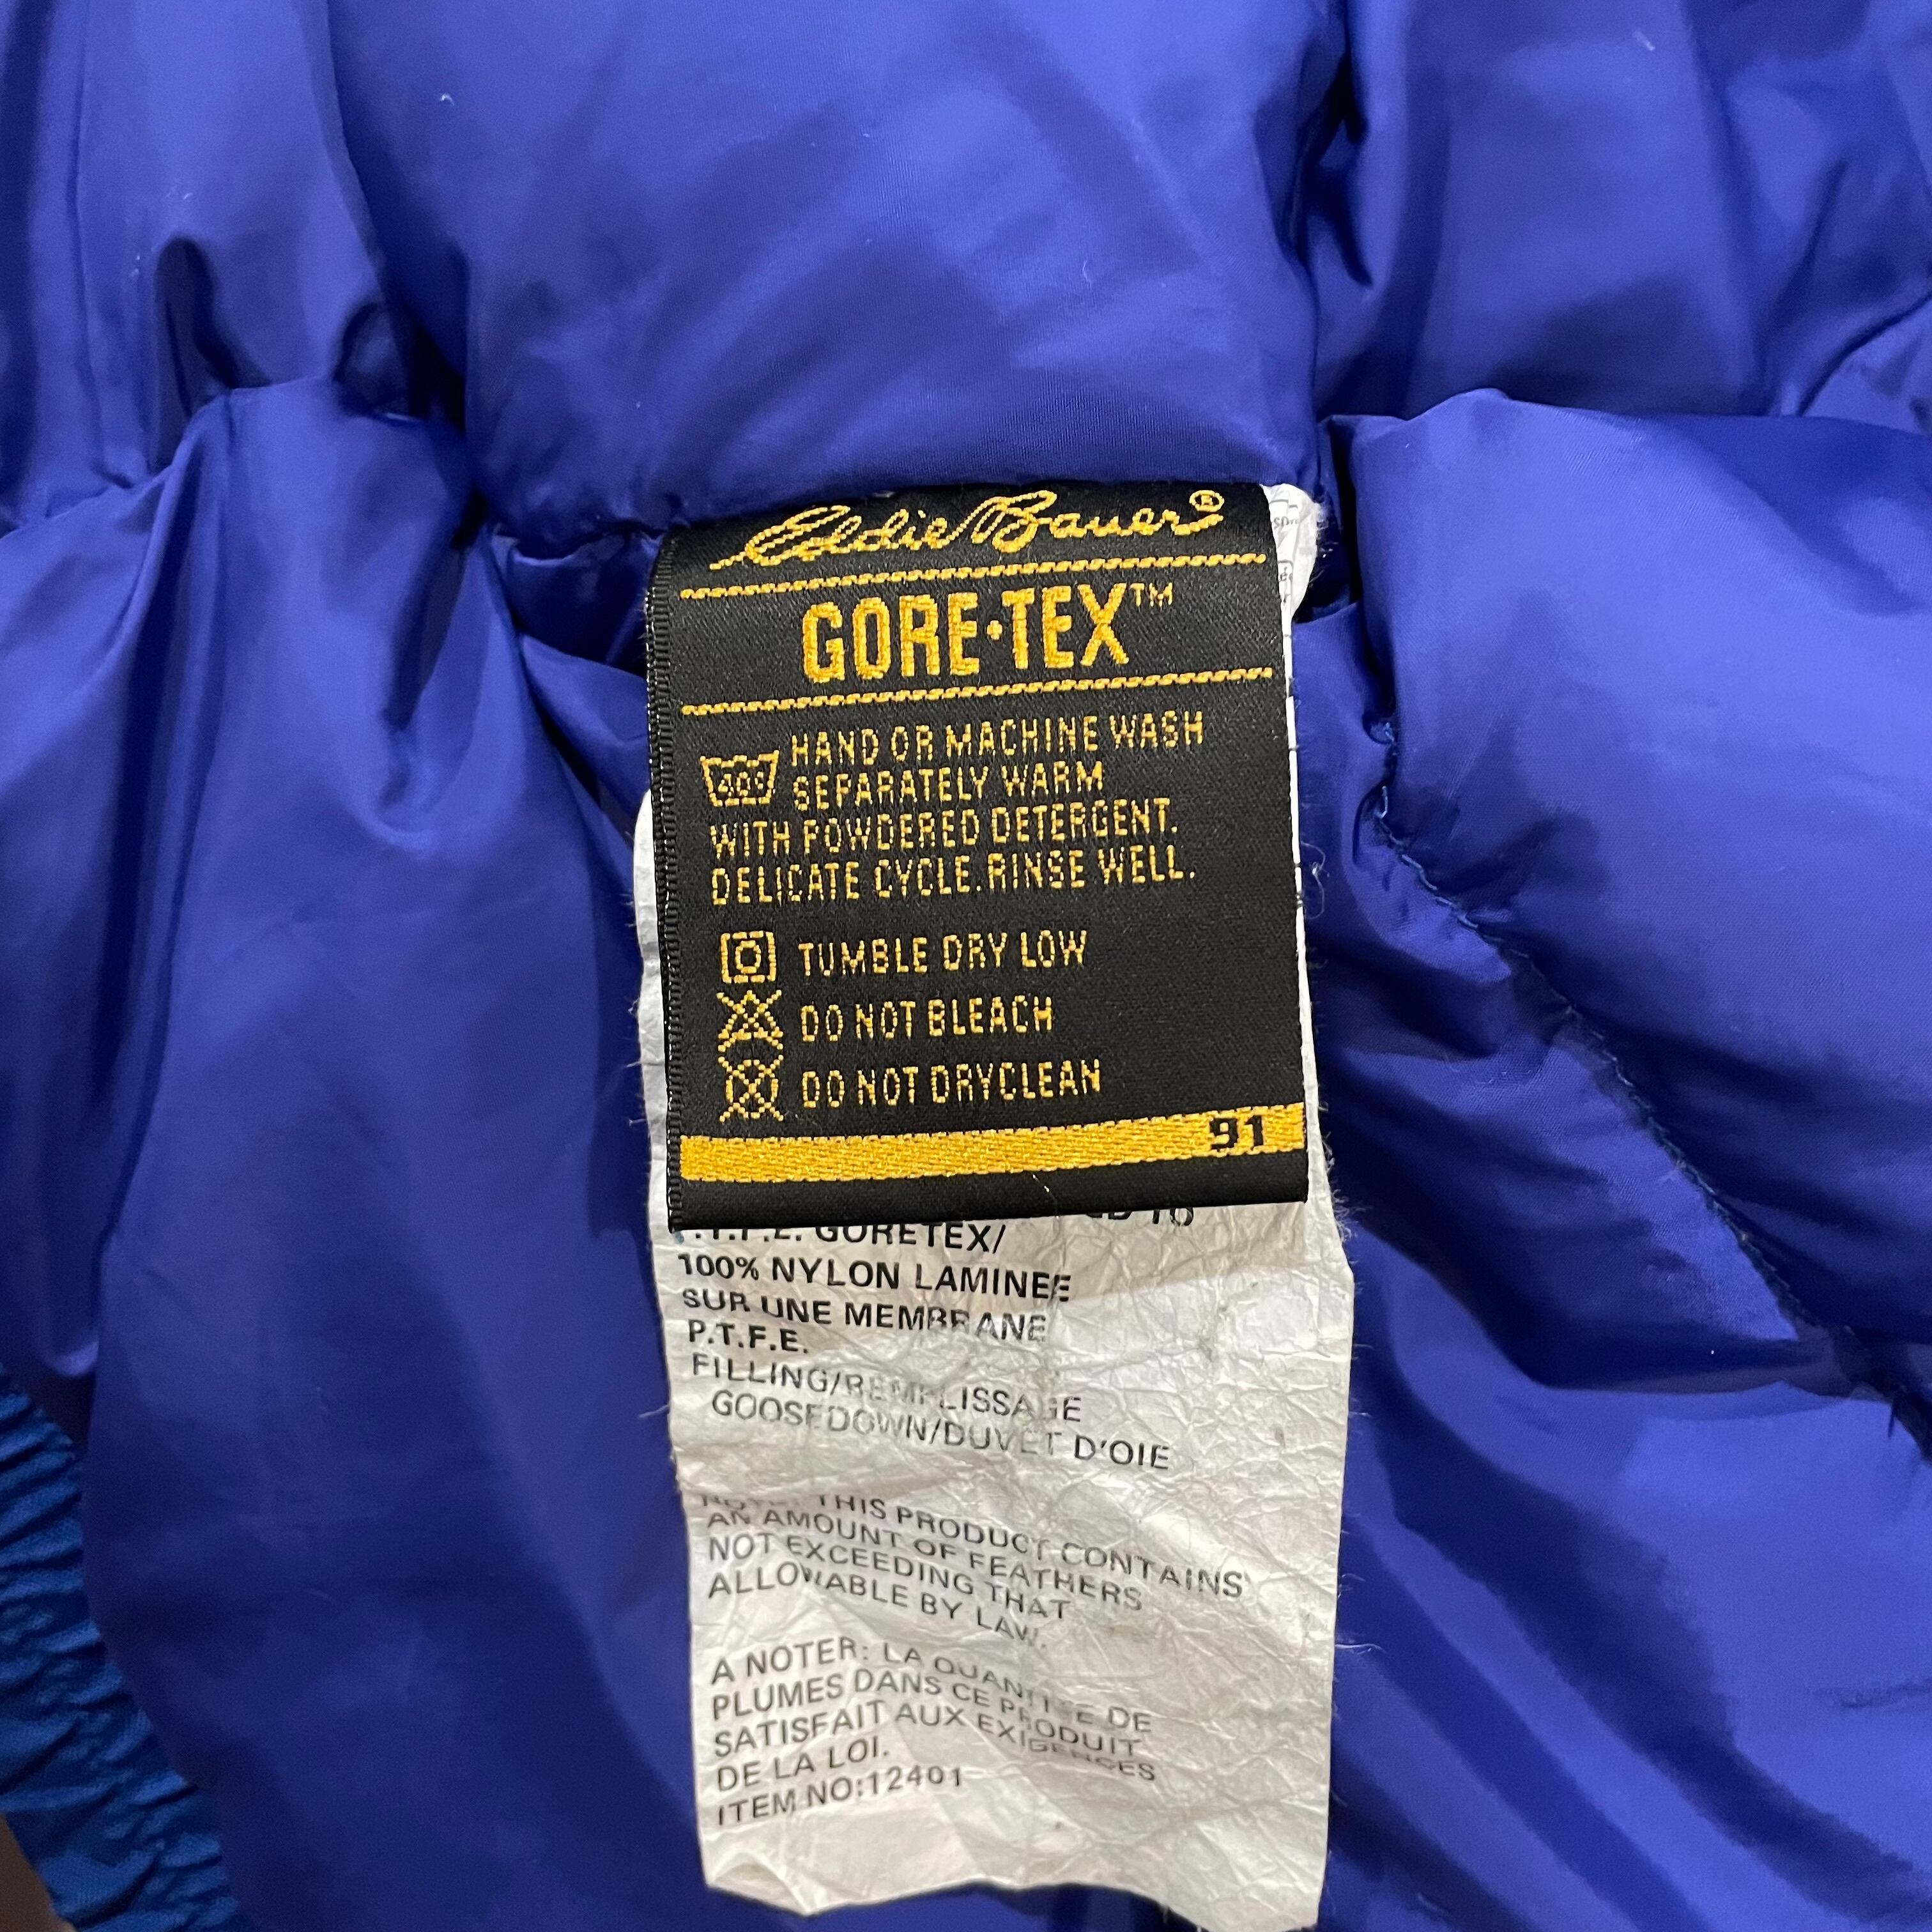 Eddie Bauer®
GORE·TEX™
HAND OR MACHINE WASH
SEPARATELY WARM
WITH POWDERED DETERGENT.
DELICATE CYCLE. RINSE WELL.
TUMBLE DRY LOW
DO NOT BLEACH
DO NOT DRYCLEAN
91
P.T.F.E. GORETEX/
100% NYLON LAMINEE
SUR UNE MEMBRANE
P.T.F.E.
FILLING/REMPLISSAGE
GOOSEDOWN/DUVET D'OIE
THIS PRODUCT CONTAINS
AN AMOUNT OF FEATHERS
NOT EXCEEDING THAT
ALLOWABLE BY LAW.
A NOTER: LA QUANTITEE DE
PLUMES DANS CE PRODUIT
SATISFAIT AUX EXIGENCES
DE LA LOI.
ITEM NO:12401